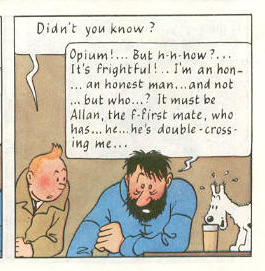 Didn't you know?
Opium!... But h-h-how?...
It's frightful!.. I'm an hon-
... an honest man...and not
... but who...? It must be
Allan, the f-first mate, who
has... he... he's double-cross-
ing me...